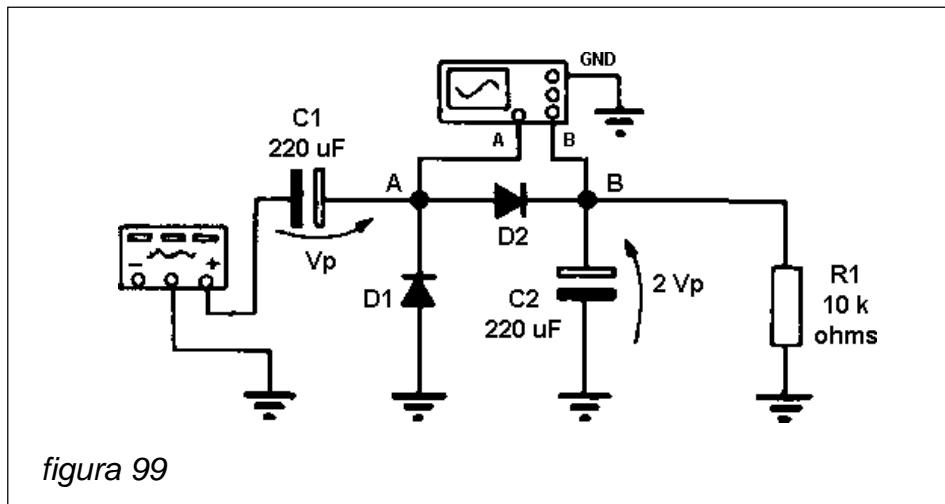 GND
C1
220 uF
A
B
A
B
Vp
D2
D1
C2
220 uF
2 Vp
R1
10 k
ohms
- +
figura 99